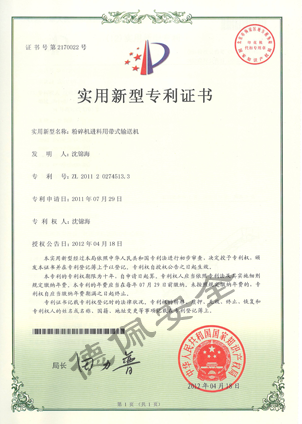 证书号第2170022号
实用新型专利证书
实用新型名称：粉碎机进料用带式输送机
发明人：沈锦海
专利号：ZL 2011 2 0274513.3
专利申请日：2011年07月29日
专利权人：沈锦海
授权公告日：2012年04月18日
本实用新型经过本局依照中华人民共和国专利法进行初步审查，决定授予专利权，颁
发本证书并在专利登记簿上予以登记。专利权自授权公告之日起生效。
本专利的专利权期限为十年，自申请日起算。专利权人应当依照专利法及其实施细则
规定缴纳年费。本专利的年费应当在每年07月29日前缴纳。未按照规定缴纳年费的，专利
权自应当缴纳年费期满之日起终止。
专利证书记载专利权登记时的法律状况。专利权的转移、质押、无效、终止、恢复和
专利权人的姓名或名称、国籍、地址变更等事项记载在专利登记簿上。
德佩安全
局长
田力普
中华人民共和国国家知识产权局
2012年04月18日
第1页（共1页）